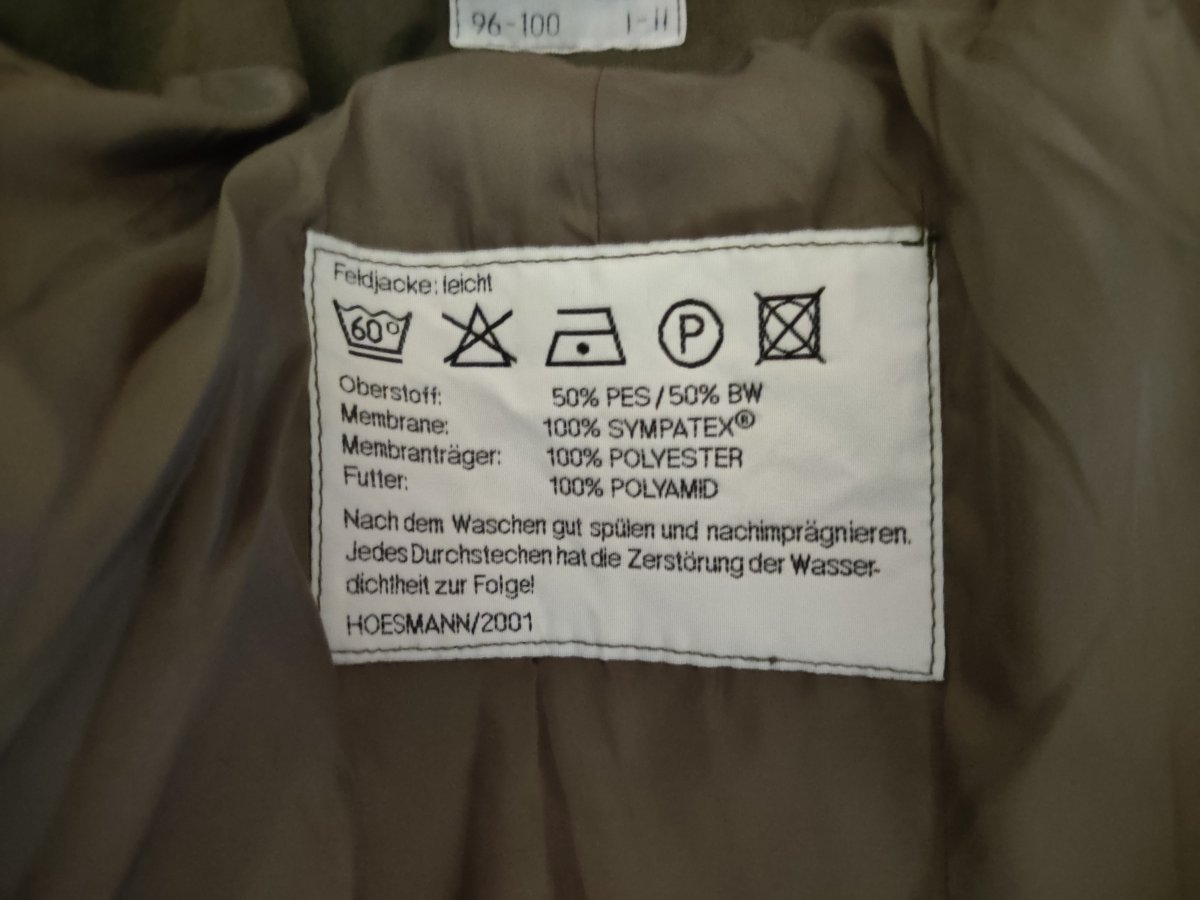 96-100 I-II
Feldjacke: leicht
60° P
Oberstoff: 50% PES / 50% BW
Membrane: 100% SYMPATEX®
Membranträger: 100% POLYESTER
Futter: 100% POLYAMID
Nach dem Waschen gut spülen und nachimprägnieren.
Jedes Durchstechen hat die Zerstörung der Wasser-
dichtheit zur Folge!
HOESMANN/2001